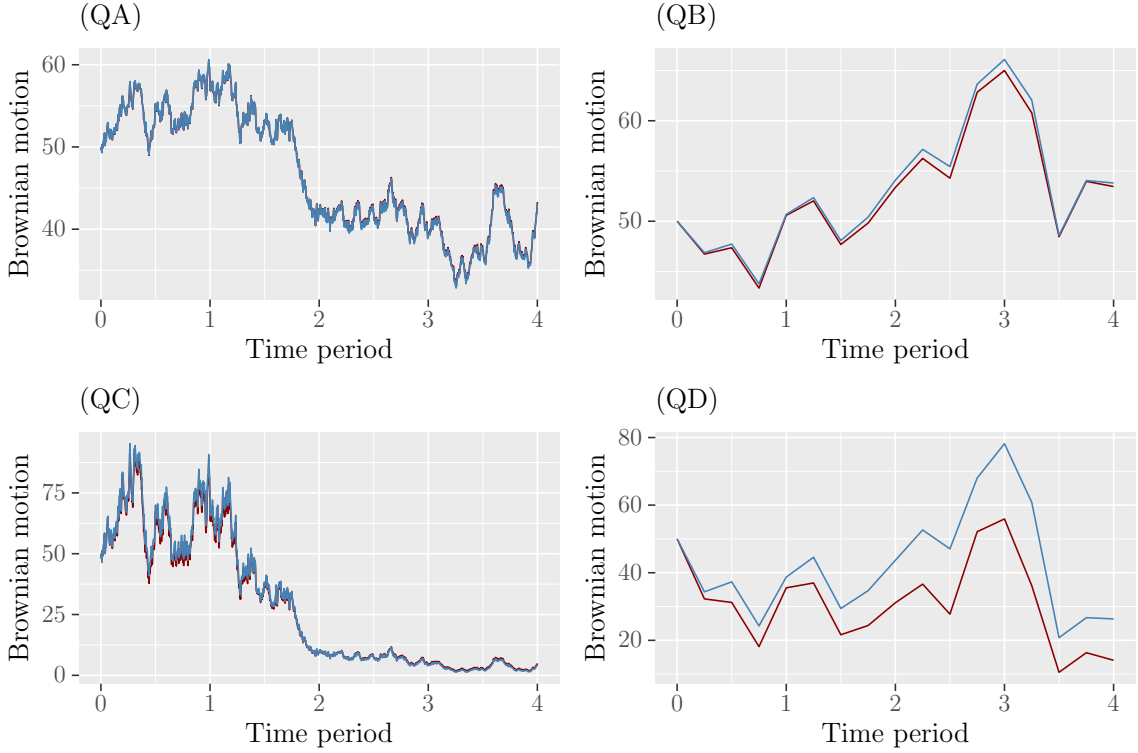 (QA)
60
50
40
Brownian motion
0 1 2 3 4
Time period
(QB)
60
50
Brownian motion
0 1 2 3 4
Time period
(QC)
75
50
25
0
Brownian motion
0 1 2 3 4
Time period
(QD)
80
60
40
20
Brownian motion
0 1 2 3 4
Time period